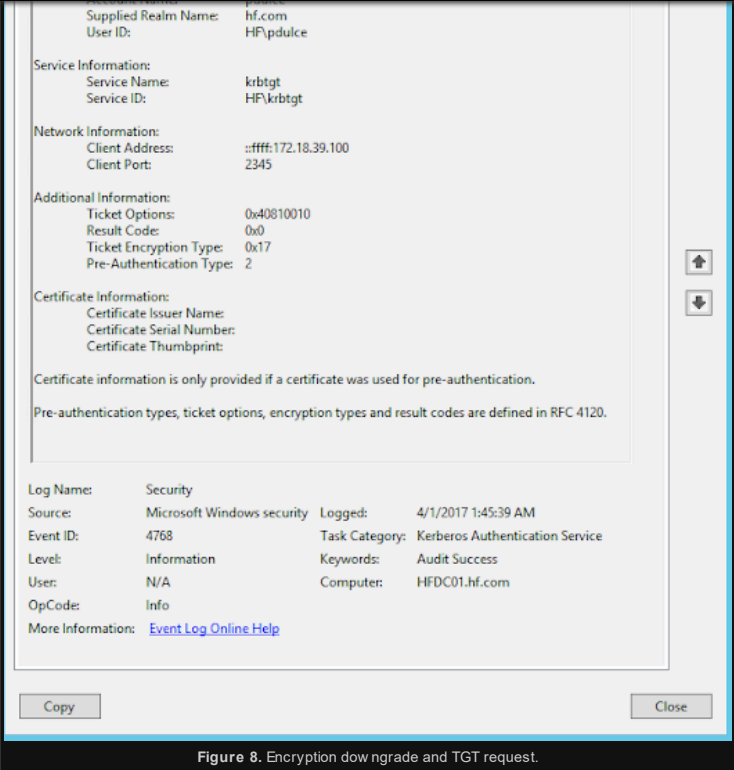 Supplied Realm Name: hf.com
User ID: HF\pdulce
Service Information:
Service Name: krbtgt
Service ID: HF\krbtgt
Network Information:
Client Address: ::ffff:172.18.39.100
Client Port: 2345
Additional Information:
Ticket Options: 0x40810010
Result Code: 0x0
Ticket Encryption Type: 0x17
Pre-Authentication Type: 2
Certificate Information:
Certificate Issuer Name:
Certificate Serial Number:
Certificate Thumbprint:
Certificate information is only provided if a certificate was used for pre-authentication.
Pre-authentication types, ticket options, encryption types and result codes are defined in RFC 4120.
Log Name: Security
Source: Microsoft Windows security Logged: 4/1/2017 1:45:39 AM
Event ID: 4768 Task Category: Kerberos Authentication Service
Level: Information Keywords: Audit Success
User: N/A Computer: HFDC01.hf.com
OpCode: Info
More Information: Event Log Online Help
Copy Close
Figure 8. Encryption dow ngrade and TGT request.